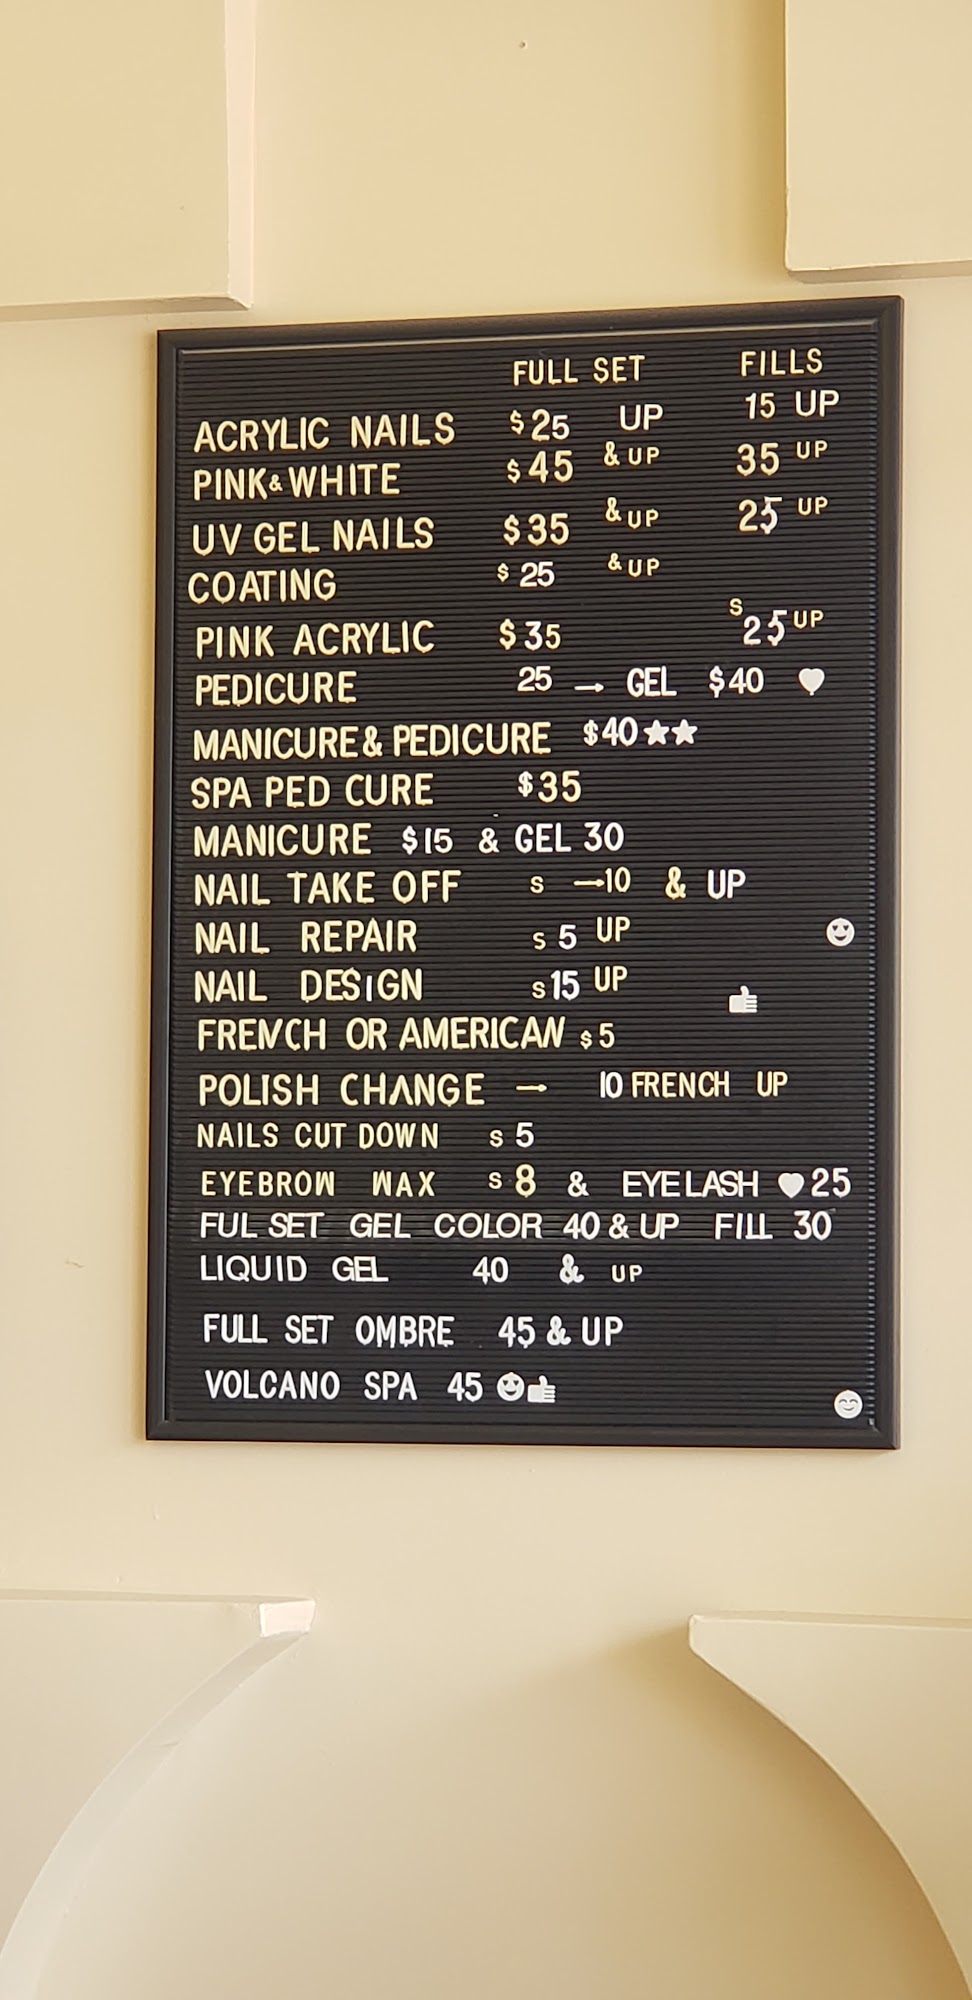 FULL SET FILLS
ACRYLIC NAILS $25 UP 15 UP
PINK & WHITE $45 & UP 35 UP
UV GEL NAILS $35 & UP 25 UP
COATING $25 & UP
PINK ACRYLIC $35 $25 UP
PEDICURE 25 → GEL $40 ♥
MANICURE & PEDICURE $40 ★★
SPA PED CURE $35
MANICURE $15 & GEL 30
NAIL TAKE OFF S →10 & UP
NAIL REPAIR S 5 UP
NAIL DESIGN S15 UP
FRENCH OR AMERICAN $5
POLISH CHANGE → 10 FRENCH UP
NAILS CUT DOWN S 5
EYEBROW WAX S 8 & EYELASH ♥ 25
FUL SET GEL COLOR 40 & UP FILL 30
LIQUID GEL 40 & UP
FULL SET OMBRE 45 & UP
VOLCANO SPA 45